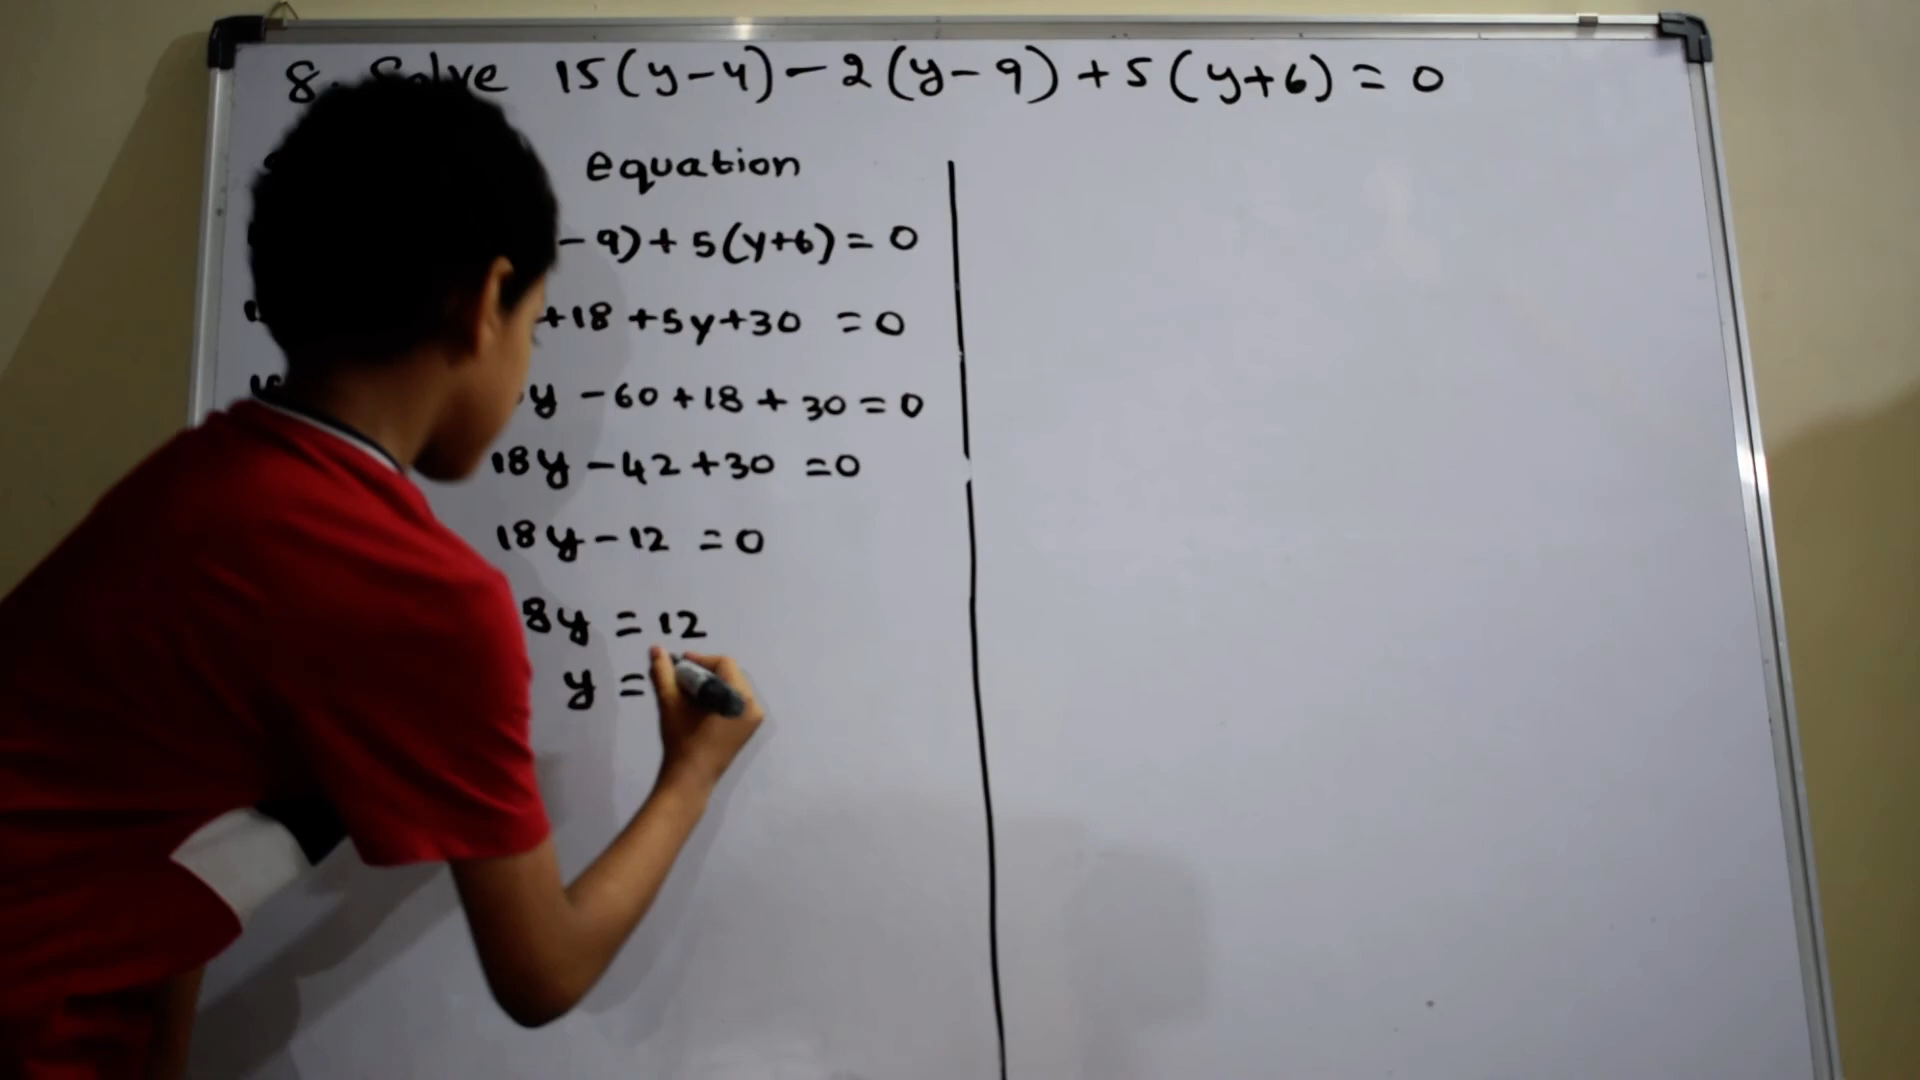 8. Solve 15(y-4)-2(y-9)+5(y+6)=0
equation
-9)+5(y+6)=0
+18+5y+30 =0
y -60+18+30=0
18y-42+30 =0
18y-12 =0
8y =12
y =